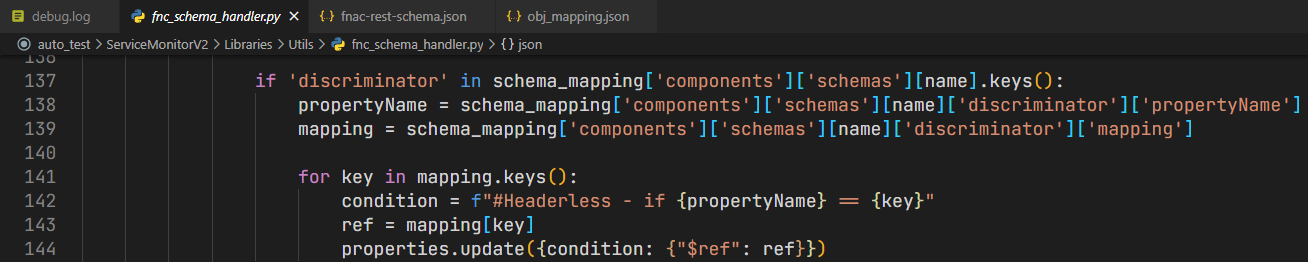 debug.log fnc_schema_handler.py × {} fnac-rest-schema.json {} obj_mapping.json
auto_test > ServiceMonitorV2 > Libraries > Utils > fnc_schema_handler.py > {} json
136
137 if 'discriminator' in schema_mapping['components']['schemas'][name].keys():
138 propertyName = schema_mapping['components']['schemas'][name]['discriminator']['propertyName']
139 mapping = schema_mapping['components']['schemas'][name]['discriminator']['mapping']
140
141 for key in mapping.keys():
142 condition = f"#Headerless - if {propertyName} == {key}"
143 ref = mapping[key]
144 properties.update({condition: {"$ref": ref}})